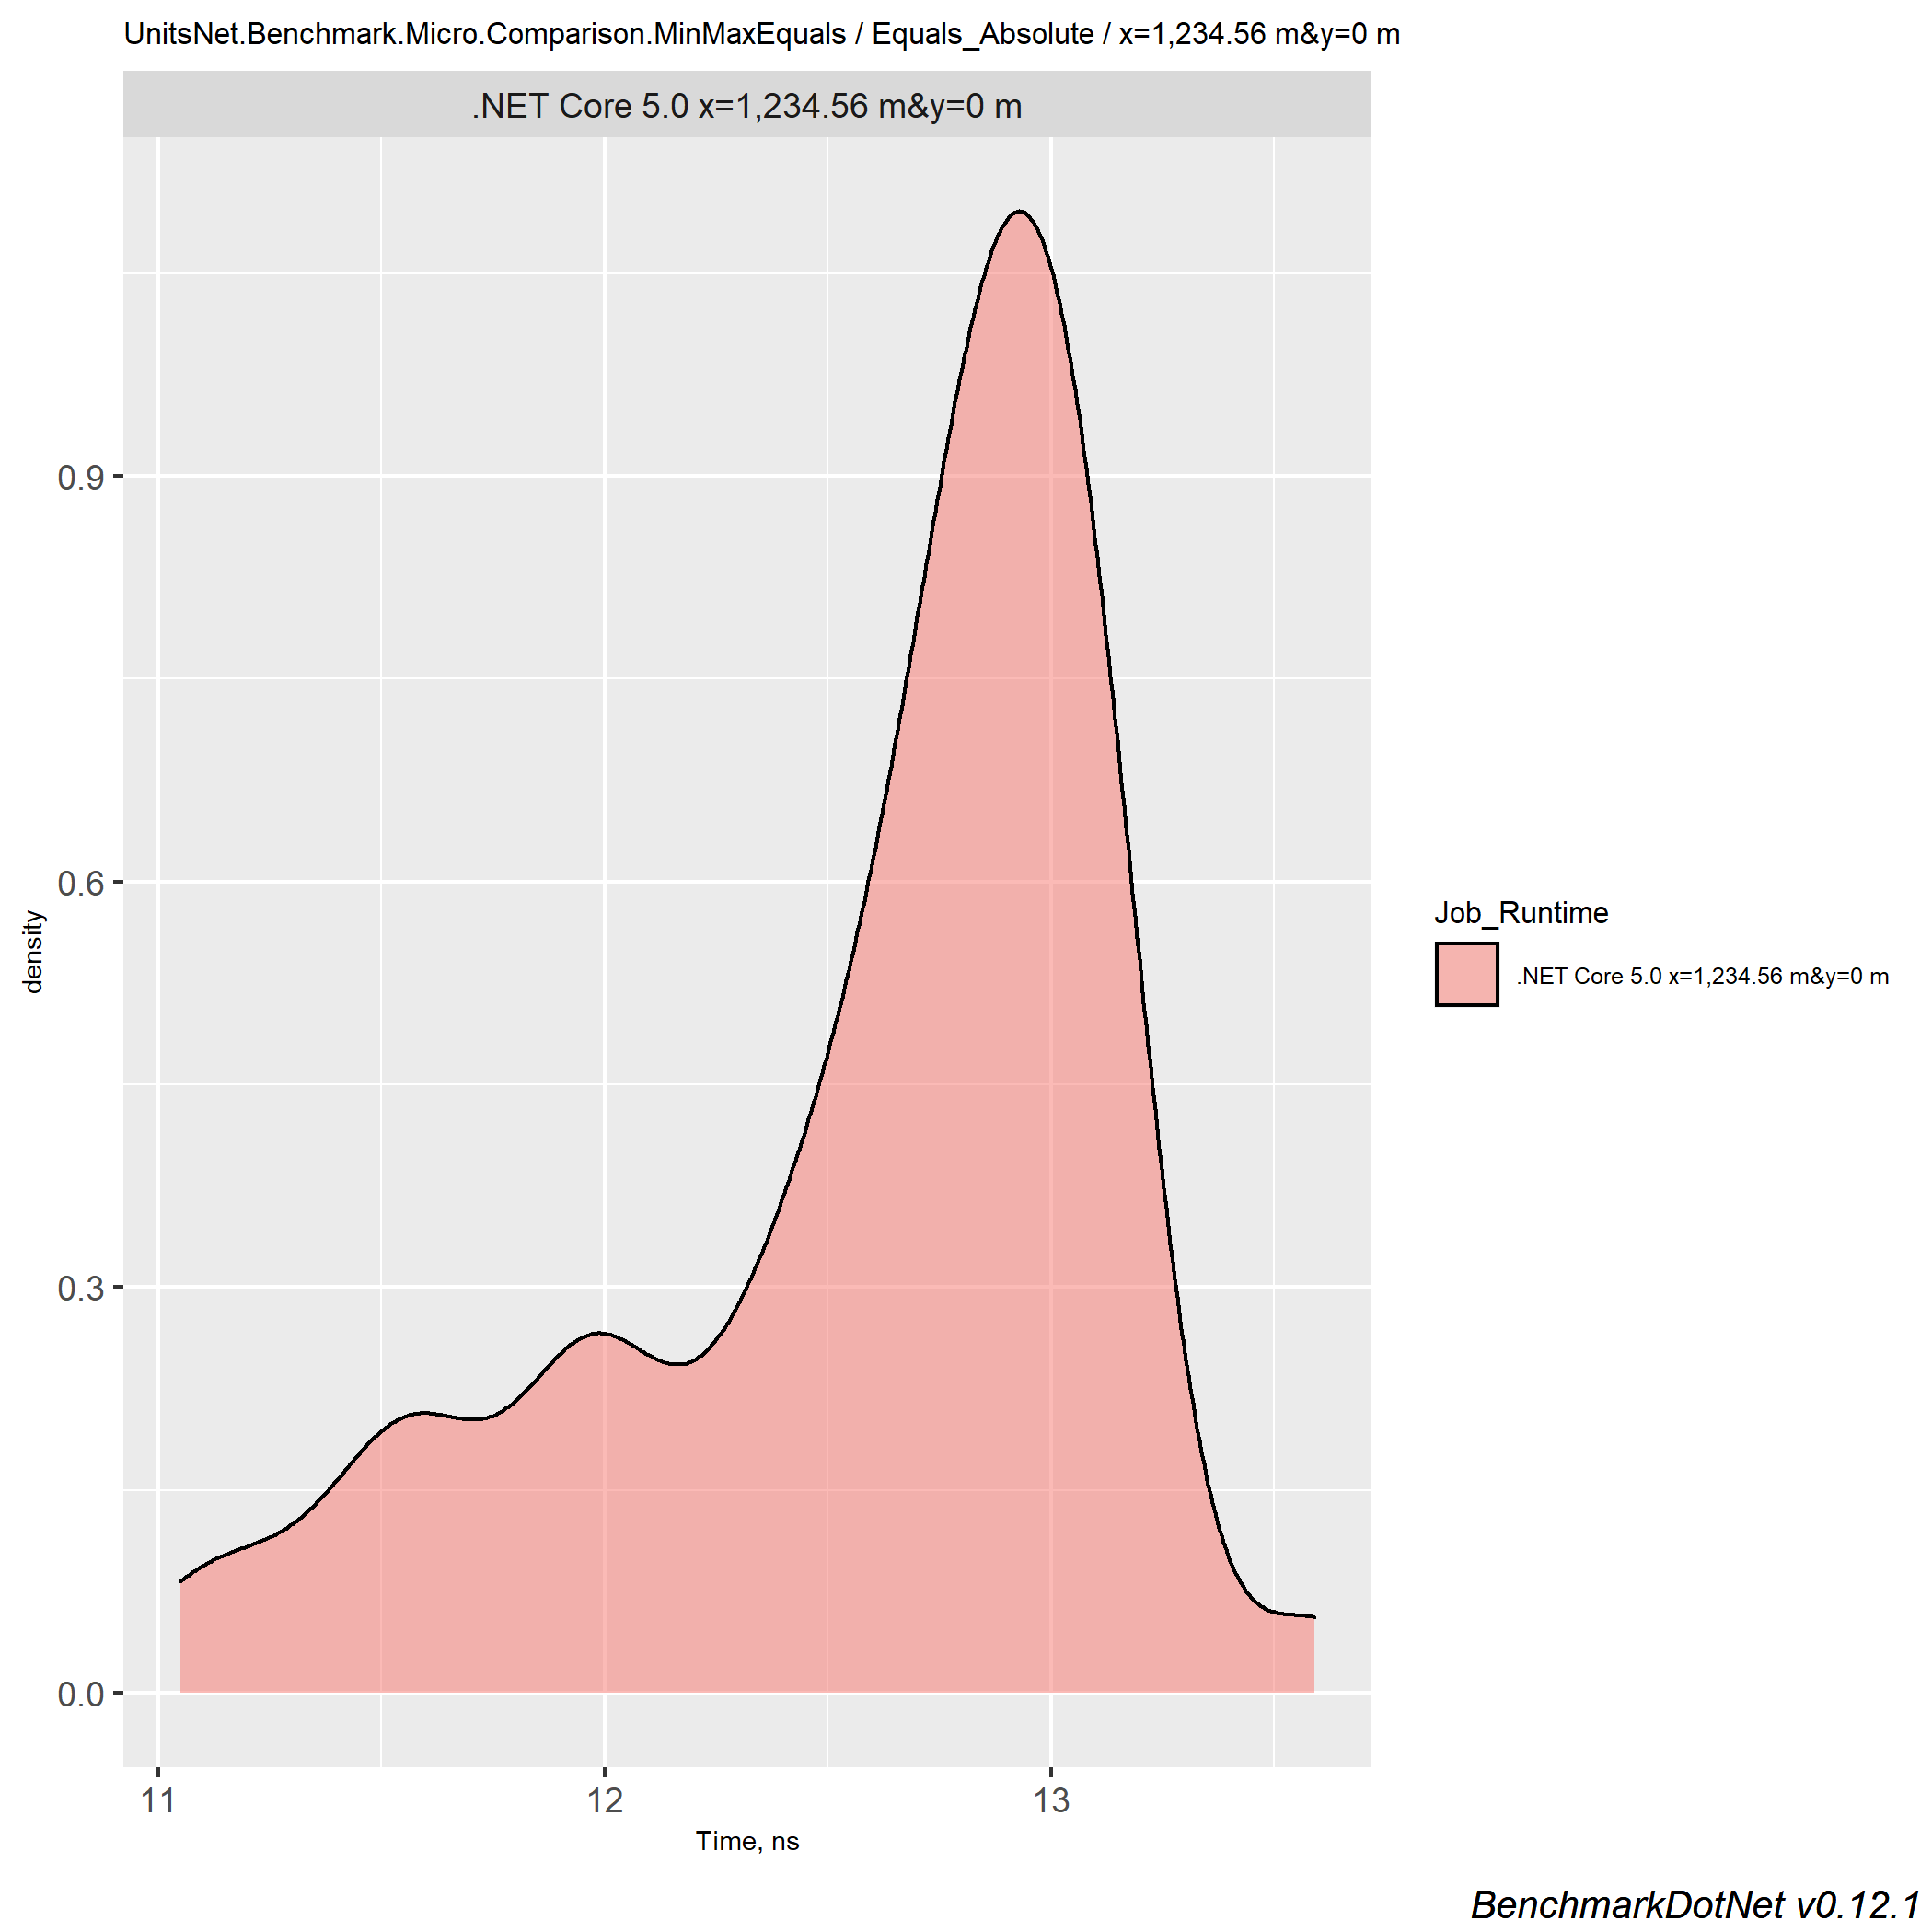 UnitsNet.Benchmark.Micro.Comparison.MinMaxEquals / Equals_Absolute / x=1,234.56 m&y=0 m
.NET Core 5.0 x=1,234.56 m&y=0 m
0.9
0.6
0.3
0.0
density
11 12 13
Time, ns
Job_Runtime
.NET Core 5.0 x=1,234.56 m&y=0 m
BenchmarkDotNet v0.12.1